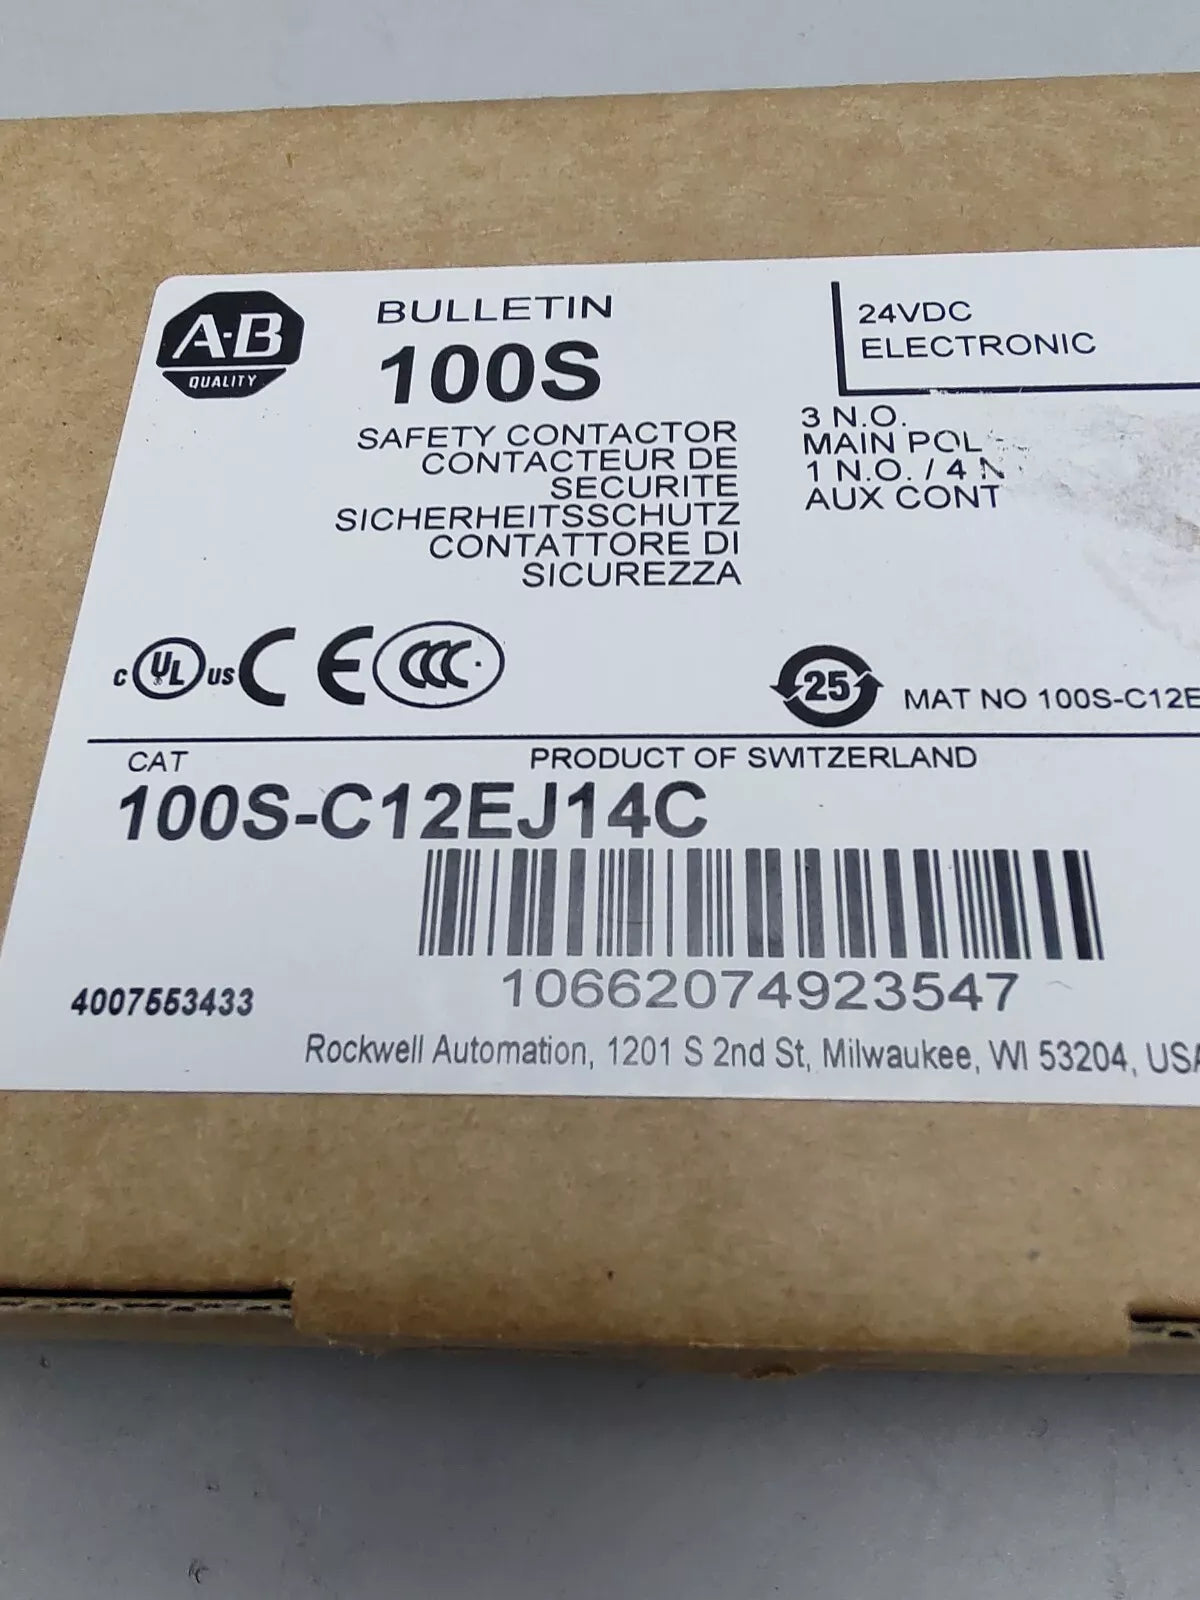 A-B
QUALITY
BULLETIN
100S
SAFETY CONTACTOR
CONTACTEUR DE
SECURITE
SICHERHEITSSCHUTZ
CONTATTORE DI
SICUREZZA
24VDC
ELECTRONIC
3 N.O.
MAIN POL
1 N.O. / 4 N
AUX CONT
c UL us CE CCC
25
MAT NO 100S-C12E
CAT
PRODUCT OF SWITZERLAND
100S-C12EJ14C
10662074923547
4007553433
Rockwell Automation, 1201 S 2nd St, Milwaukee, WI 53204, USA